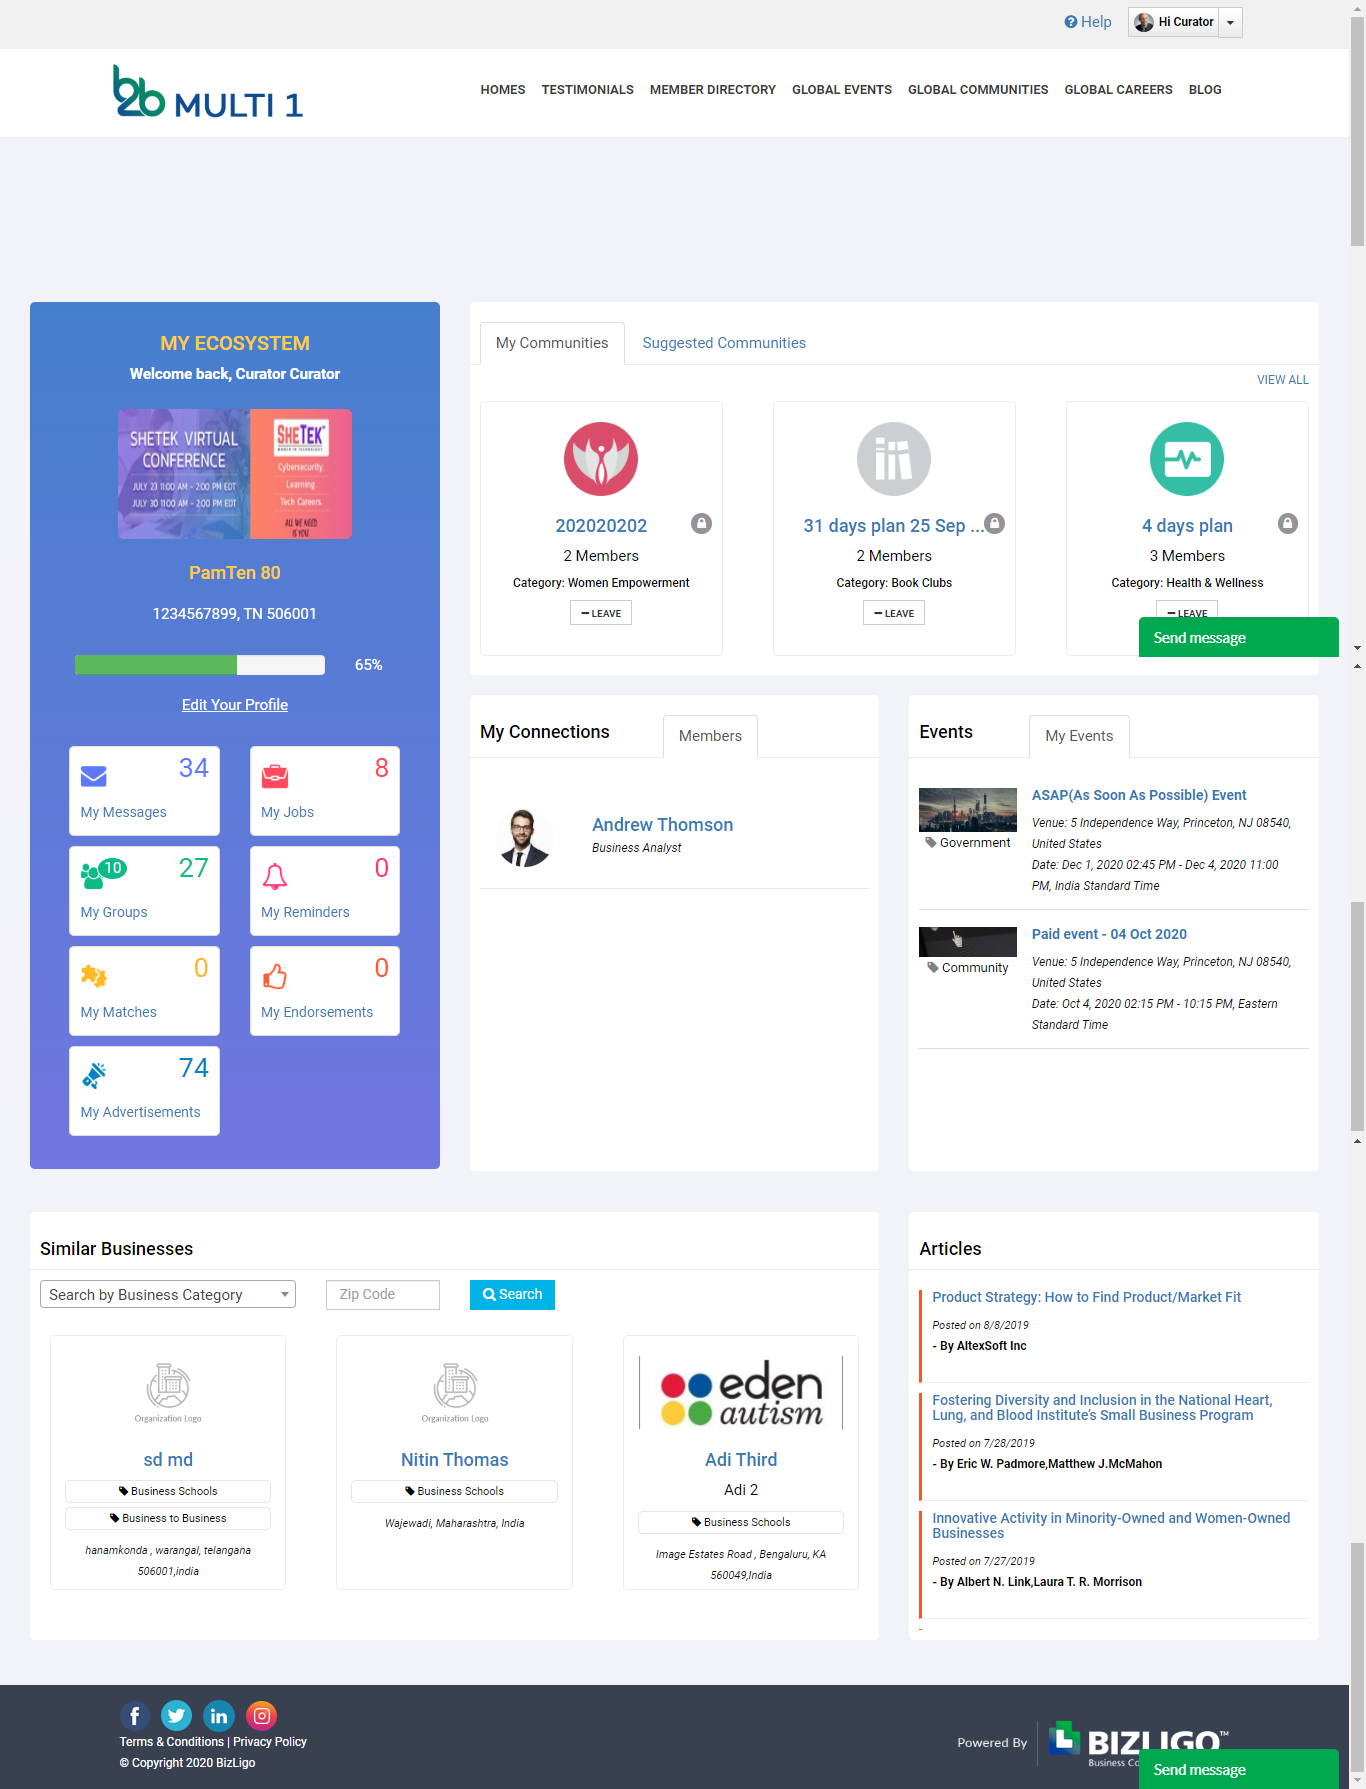 Help
Hi Curator
b2b MULTI 1
HOMES TESTIMONIALS MEMBER DIRECTORY GLOBAL EVENTS GLOBAL COMMUNITIES GLOBAL CAREERS BLOG
MY ECOSYSTEM
Welcome back, Curator Curator
SHETEK VIRTUAL
CONFERENCE
JULY 23 11:00 AM - 2:00 PM EDT
JULY 30 11:00 AM - 2:00 PM EDT
SHETEK
WOMEN IN TECHNOLOGY
Cybersecurity
Learning
Tech Careers
ALL WE NEED
IS YOU
PamTen 80
1234567899, TN 506001
65%
Edit Your Profile
34
My Messages
8
My Jobs
10
27
My Groups
0
My Reminders
0
My Matches
0
My Endorsements
74
My Advertisements
My Communities
Suggested Communities
VIEW ALL
202020202
2 Members
Category: Women Empowerment
LEAVE
31 days plan 25 Sep ...
2 Members
Category: Book Clubs
LEAVE
4 days plan
3 Members
Category: Health & Wellness
LEAVE
Send message
My Connections
Members
Andrew Thomson
Business Analyst
Events
My Events
Government
ASAP(As Soon As Possible) Event
Venue: 5 Independence Way, Princeton, NJ 08540,
United States
Date: Dec 1, 2020 02:45 PM - Dec 4, 2020 11:00
PM, India Standard Time
Community
Paid event - 04 Oct 2020
Venue: 5 Independence Way, Princeton, NJ 08540,
United States
Date: Oct 4, 2020 02:15 PM - 10:15 PM, Eastern
Standard Time
Similar Businesses
Search by Business Category
Zip Code
Search
Organization Logo
sd md
Business Schools
Business to Business
hanamkonda , warangal, telangana
506001,india
Organization Logo
Nitin Thomas
Business Schools
Wajewadi, Maharashtra, India
eden
autism
Adi Third
Adi 2
Business Schools
Image Estates Road , Bengaluru, KA
560049,India
Articles
Product Strategy: How to Find Product/Market Fit
Posted on 8/8/2019
- By AltexSoft Inc
Fostering Diversity and Inclusion in the National Heart,
Lung, and Blood Institute's Small Business Program
Posted on 7/28/2019
- By Eric W. Padmore,Matthew J.McMahon
Innovative Activity in Minority-Owned and Women-Owned
Businesses
Posted on 7/27/2019
- By Albert N. Link,Laura T. R. Morrison
Terms & Conditions | Privacy Policy
© Copyright 2020 BizLigo
Powered By
BIZLIGO™
Business Co
Send message